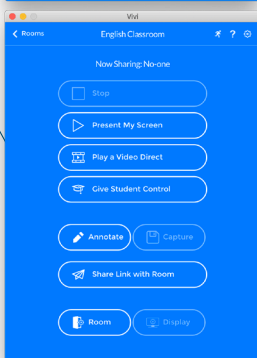 Vivi
Rooms English Classroom ?
Now Sharing: No-one
Stop
Present My Screen
Play a Video Direct
Give Student Control
Annotate Capture
Share Link with Room
Room Display